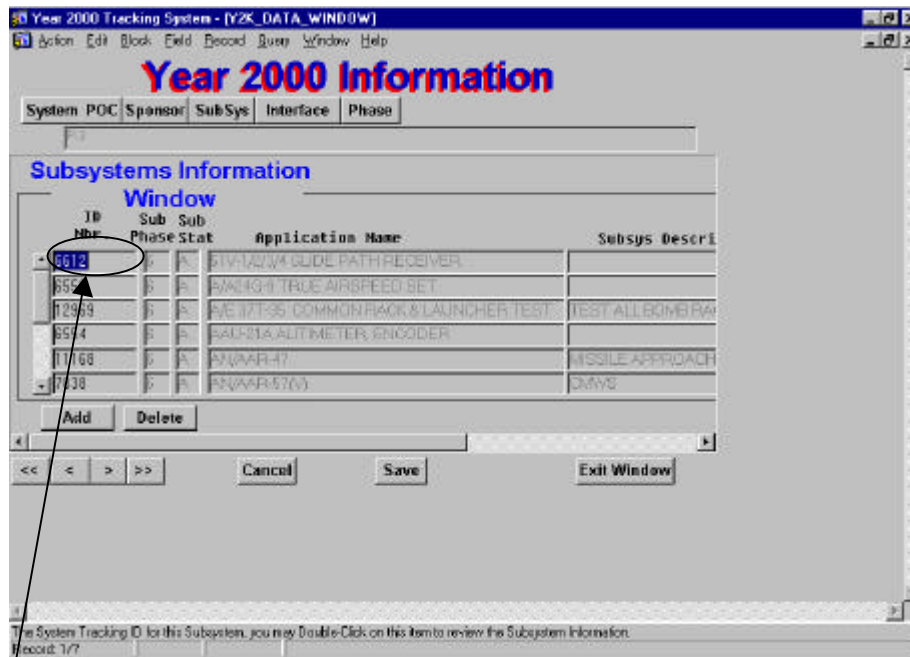 Year 2000 Tracking System - [Y2K_DATA_WINDOW]
Action Edit Block Field Record Query Window Help
Year 2000 Information
System POC Sponsor SubSys Interface Phase
Subsystems Information
Window
ID Sub Sub
Nbr Phase Stat Application Name Subsys Descri
6612 6 A STV-1/2/3/4 GLIDE PATH RECEIVER
6 A A/A24G-9 TRUE AIRSPEED SET
12969 6 A A/E 37T-35 COMMON RACK & LAUNCHER TEST TEST ALL BOMB RA
6554 6 A AAU-21A ALTIMETER, ENCODER
11168 6 A AN/AAR-47 MISSILE APPROACH
7038 6 A AN/AAR-57(V) CMWS
Add Delete
<< < > >> Cancel Save Exit Window
The System Tracking ID for this Subsystem, you may Double-Click on this item to review the Subsystem Information.
Record: 1/7